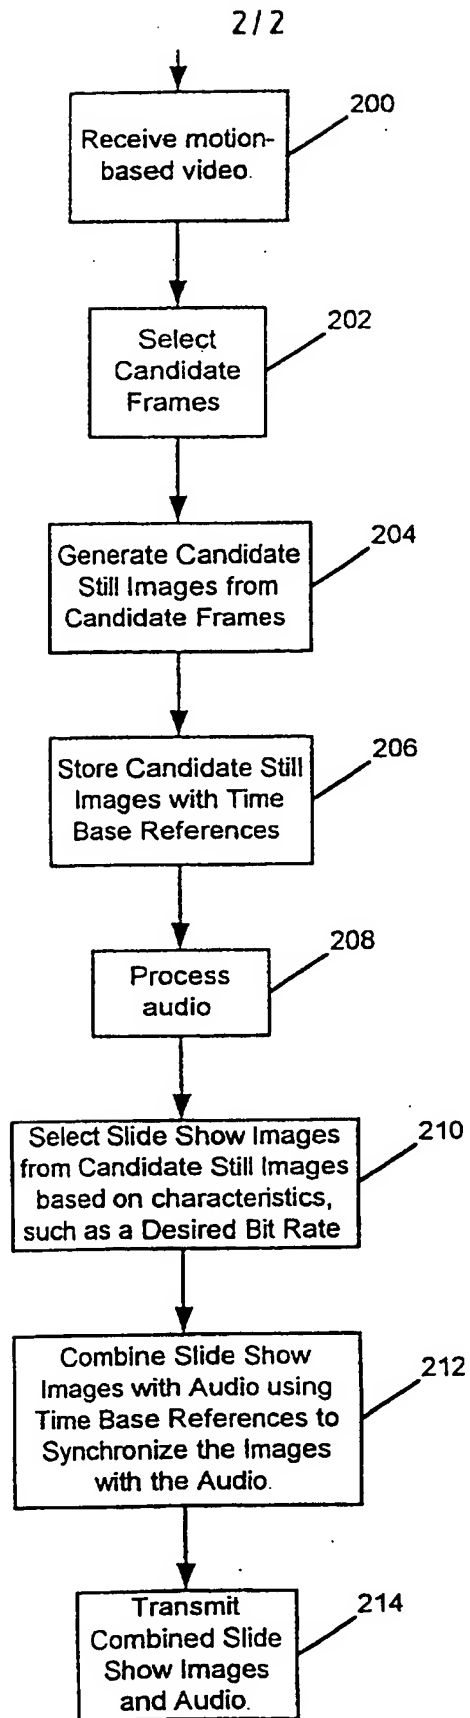 2/2
200
Receive motion-
based video.
202
Select
Candidate
Frames
204
Generate Candidate
Still Images from
Candidate Frames
206
Store Candidate Still
Images with Time
Base References
208
Process
audio
210
Select Slide Show Images
from Candidate Still Images
based on characteristics,
such as a Desired Bit Rate
212
Combine Slide Show
Images with Audio using
Time Base References to
Synchronize the Images
with the Audio.
214
Transmit
Combined Slide
Show Images
and Audio.